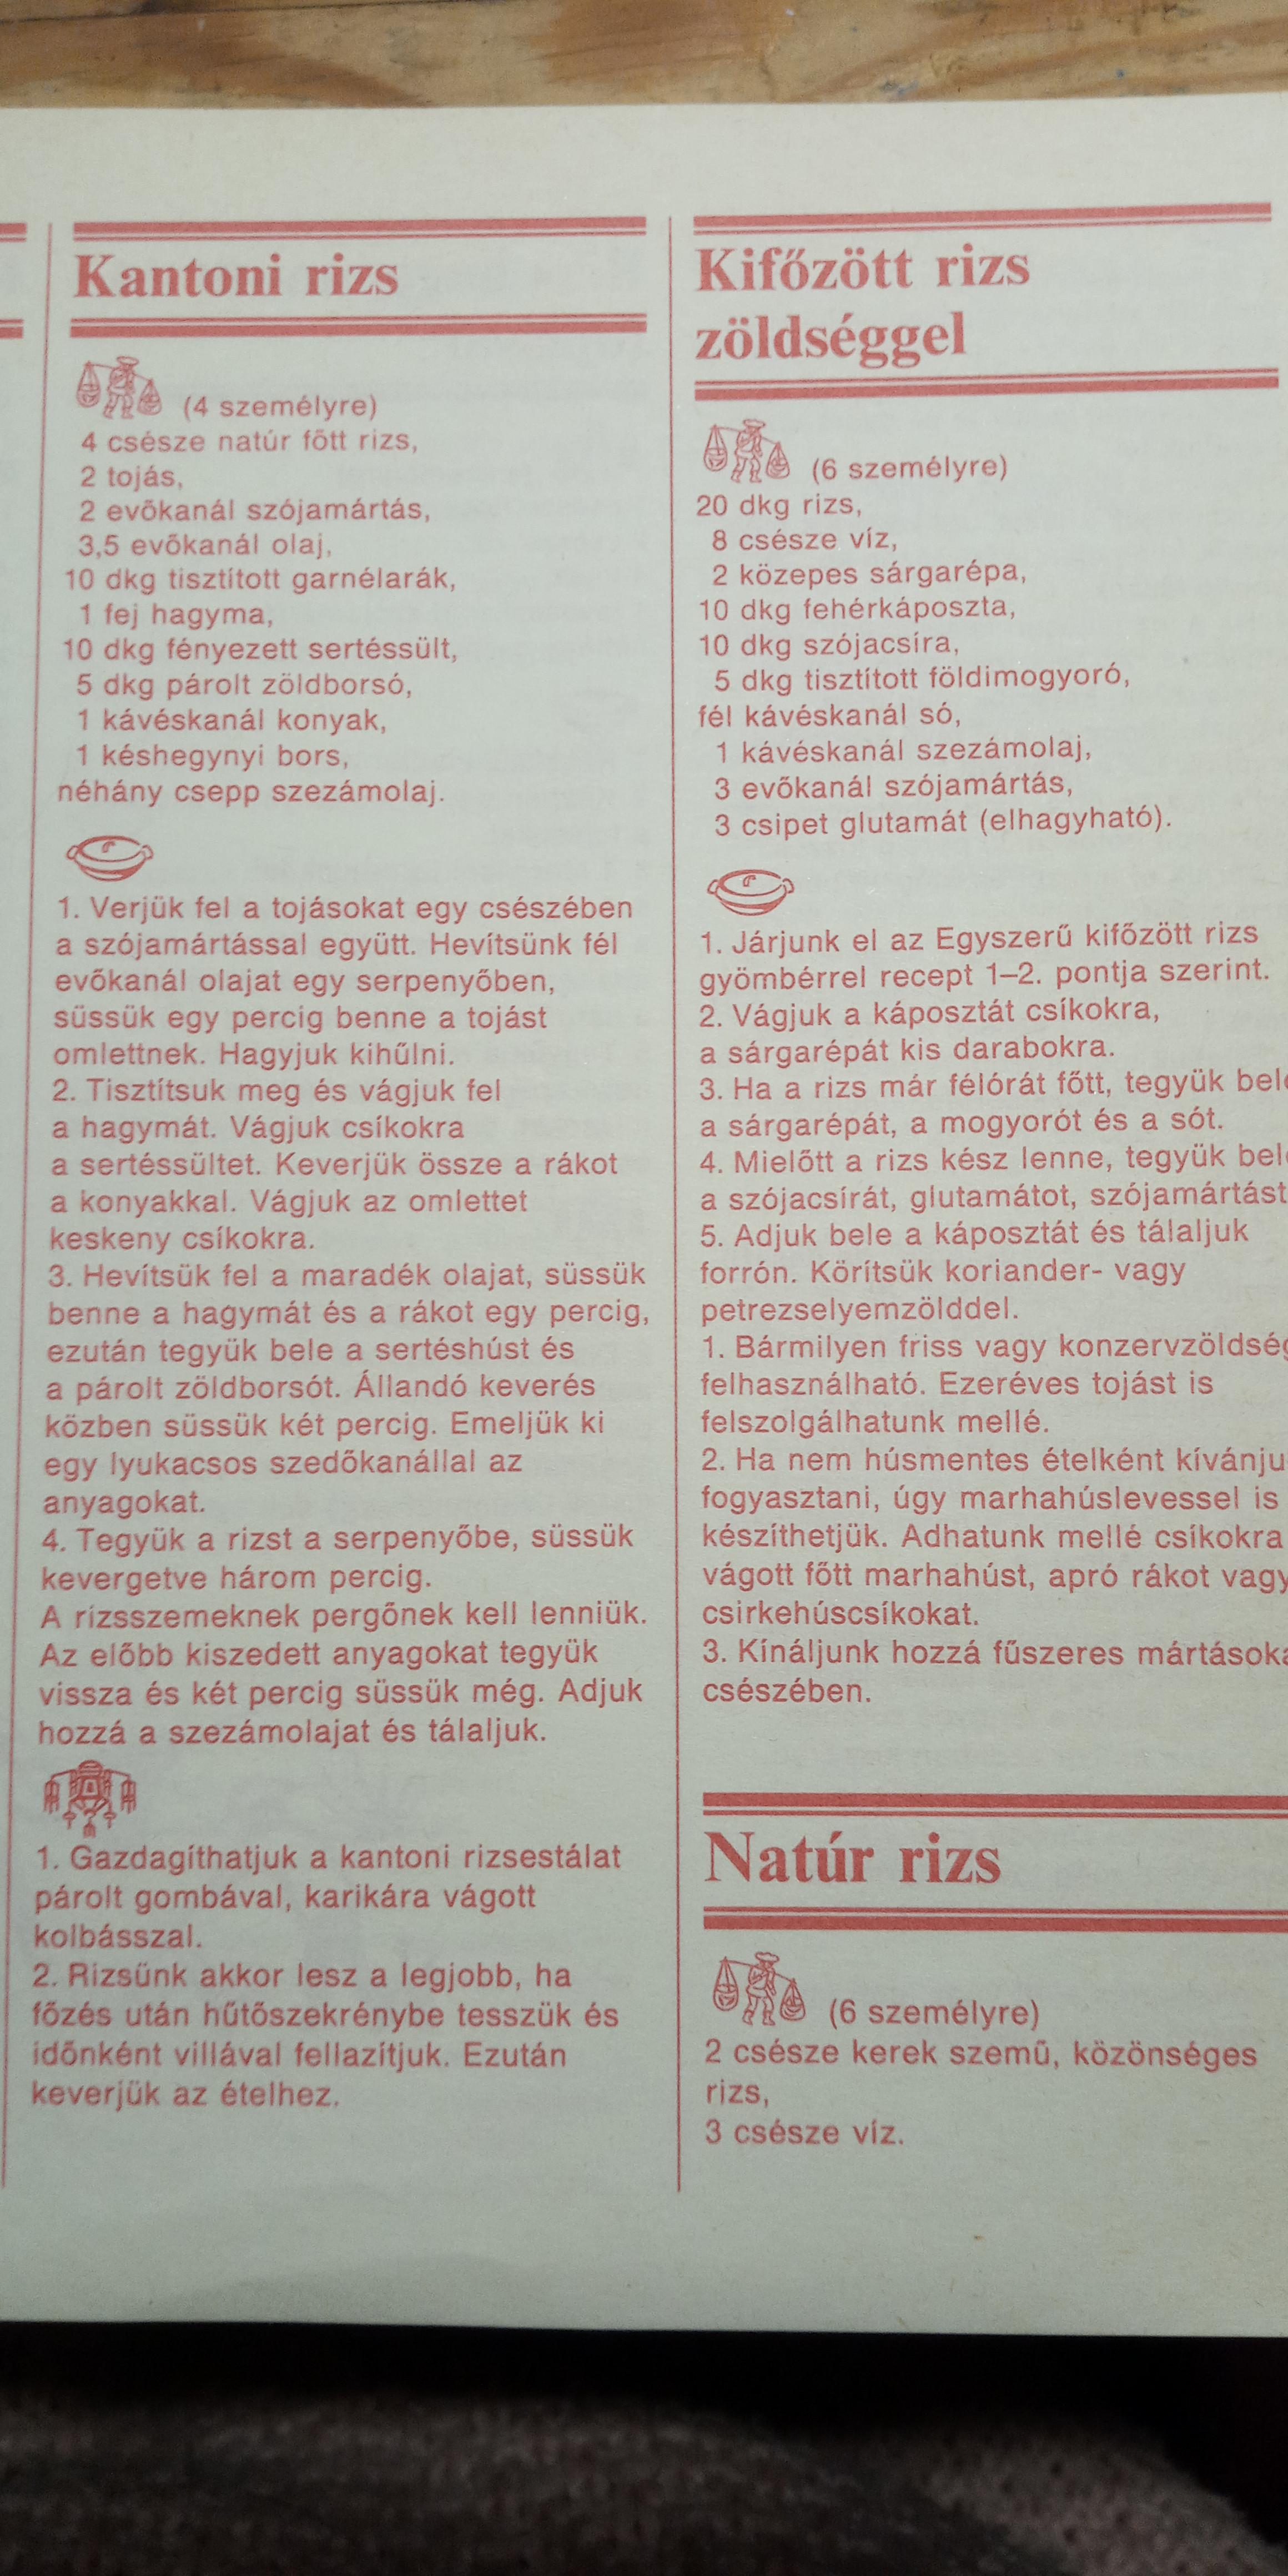 Kantoni rizs
(4 személyre)
4 csésze natúr főtt rizs,
2 tojás,
2 evőkanál szójamártás,
3,5 evőkanál olaj,
10 dkg tisztított garnélarák,
1 fej hagyma,
10 dkg fényezett sertéssült,
5 dkg párolt zöldborsó,
1 kávéskanál konyak,
1 késhegynyi bors,
néhány csepp szezámolaj.
1. Verjük fel a tojásokat egy csészében
a szójamártással együtt. Hevítsünk fél
evőkanál olajat egy serpenyőben,
süssük egy percig benne a tojást
omlettnek. Hagyjuk kihűlni.
2. Tisztítsuk meg és vágjuk fel
a hagymát. Vágjuk csíkokra
a sertéssültet. Keverjük össze a rákot
a konyakkal. Vágjuk az omlettet
keskeny csíkokra.
3. Hevítsük fel a maradék olajat, süssük
benne a hagymát és a rákot egy percig,
ezután tegyük bele a sertéshúst és
a párolt zöldborsót. Állandó keverés
közben süssük két percig. Emeljük ki
egy lyukacsos szedőkanállal az
anyagokat.
4. Tegyük a rizst a serpenyőbe, süssük
kevergetve három percig.
A rizsszemeknek pergőnek kell lenniük.
Az előbb kiszedett anyagokat tegyük
vissza és két percig süssük még. Adjuk
hozzá a szezámolajat és tálaljuk.
1. Gazdagíthatjuk a kantoni rizsestálat
párolt gombával, karikára vágott
kolbásszal.
2. Rizsünk akkor lesz a legjobb, ha
főzés után hűtőszekrénybe tesszük és
időnként villával fellazítjuk. Ezután
keverjük az ételhez.
Kifőzött rizs
zöldséggel
(6 személyre)
20 dkg rizs,
8 csésze víz,
2 közepes sárgarépa,
10 dkg fehérkáposzta,
10 dkg szójacsíra,
5 dkg tisztított földimogyoró,
fél kávéskanál só,
1 kávéskanál szezámolaj,
3 evőkanál szójamártás,
3 csipet glutamát (elhagyható).
1. Járjunk el az Egyszerű kifőzött rizs
gyömbérrel recept 1–2. pontja szerint.
2. Vágjuk a káposztát csíkokra,
a sárgarépát kis darabokra.
3. Ha a rizs már félórát főtt, tegyük bele
a sárgarépát, a mogyorót és a sót.
4. Mielőtt a rizs kész lenne, tegyük bele
a szójacsírát, glutamátot, szójamártást
5. Adjuk bele a káposztát és tálaljuk
forrón. Körítsük koriander- vagy
petrezselyemzölddel.
1. Bármilyen friss vagy konzervzöldség
felhasználható. Ezeréves tojást is
felszolgálhatunk mellé.
2. Ha nem húsmentes ételként kívánju
fogyasztani, úgy marhahúslevessel is
készíthetjük. Adhatunk mellé csíkokra
vágott főtt marhahúst, apró rákot vagy
csirkehúscsíkokat.
3. Kínáljunk hozzá fűszeres mártásoka
csészében.
Natúr rizs
(6 személyre)
2 csésze kerek szemű, közönséges
rizs,
3 csésze víz.